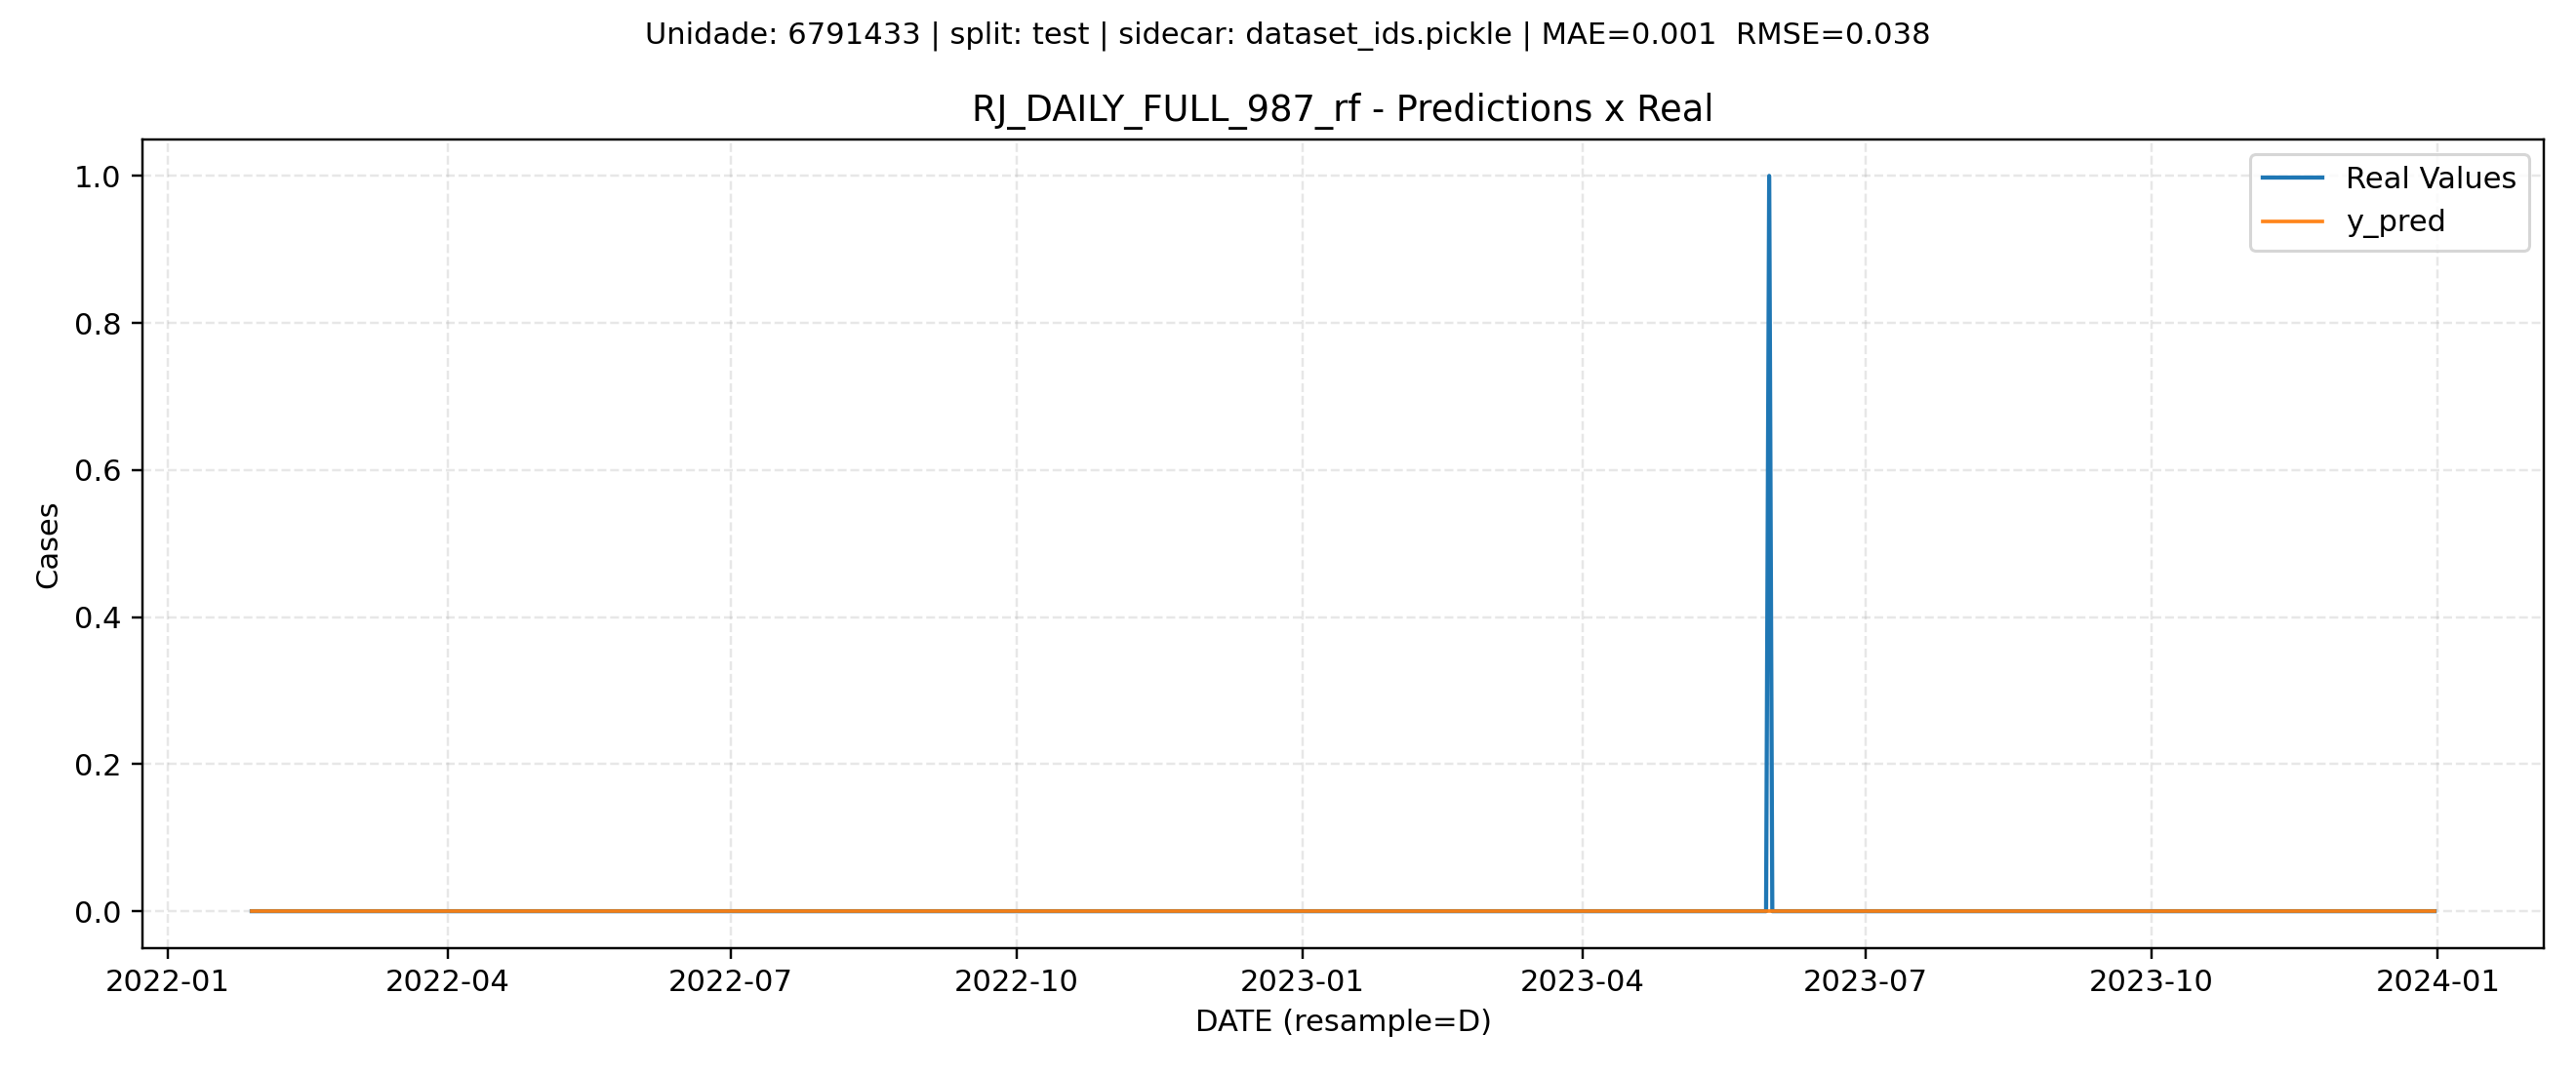 Unidade: 6791433 | split: test | sidecar: dataset_ids.pickle | MAE=0.001  RMSE=0.038
RJ_DAILY_FULL_987_rf - Predictions x Real
Real Values
y_pred
1.0
0.8
0.6
0.4
0.2
0.0
Cases
2022-01
2022-04
2022-07
2022-10
2023-01
2023-04
2023-07
2023-10
2024-01
DATE (resample=D)